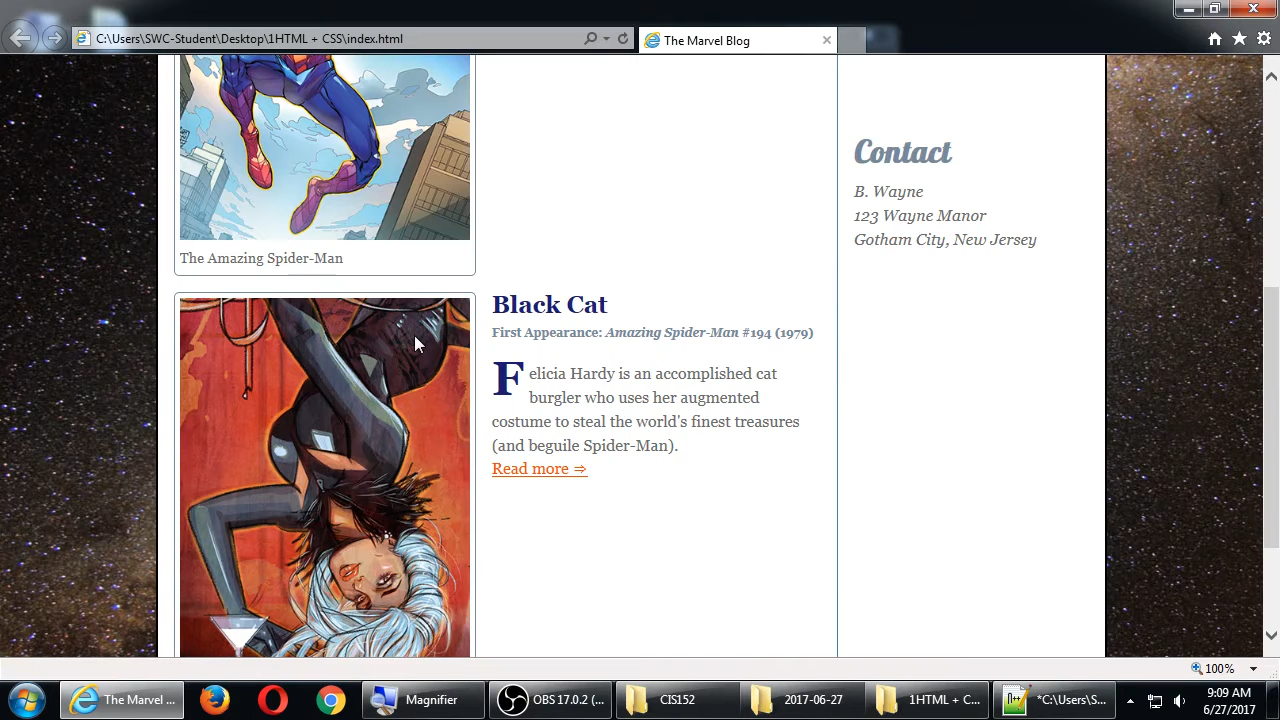 C:\Users\SWC-Student\Desktop\1HTML + CSS\index.html
The Marvel Blog
The Amazing Spider-Man
Black Cat
First Appearance: Amazing Spider-Man #194 (1979)
Felicia Hardy is an accomplished cat
burgler who uses her augmented
costume to steal the world's finest treasures
(and beguile Spider-Man).
Read more ⇒
Contact
B. Wayne
123 Wayne Manor
Gotham City, New Jersey
100%
The Marvel ...
Magnifier
OBS 17.0.2 (...
CIS152
2017-06-27
1HTML + C...
*C:\Users\S...
9:09 AM
6/27/2017